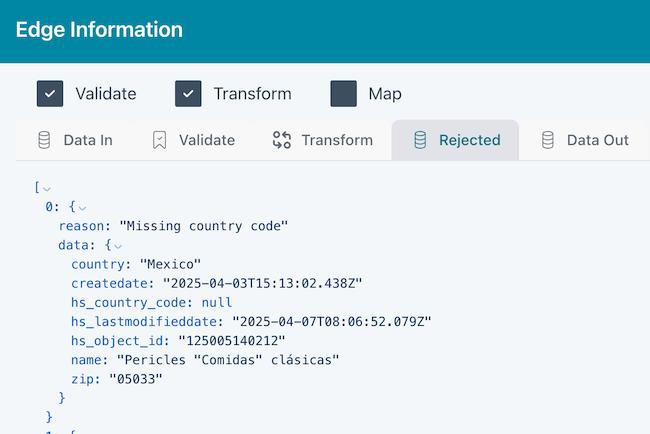 Edge Information
Validate Transform Map
Data In Validate Transform Rejected Data Out
[
0: {
reason: "Missing country code"
data: {
country: "Mexico"
createdate: "2025-04-03T15:13:02.438Z"
hs_country_code: null
hs_lastmodifieddate: "2025-04-07T08:06:52.079Z"
hs_object_id: "125005140212"
name: "Pericles "Comidas" clásicas"
zip: "05033"
}
}
1: {